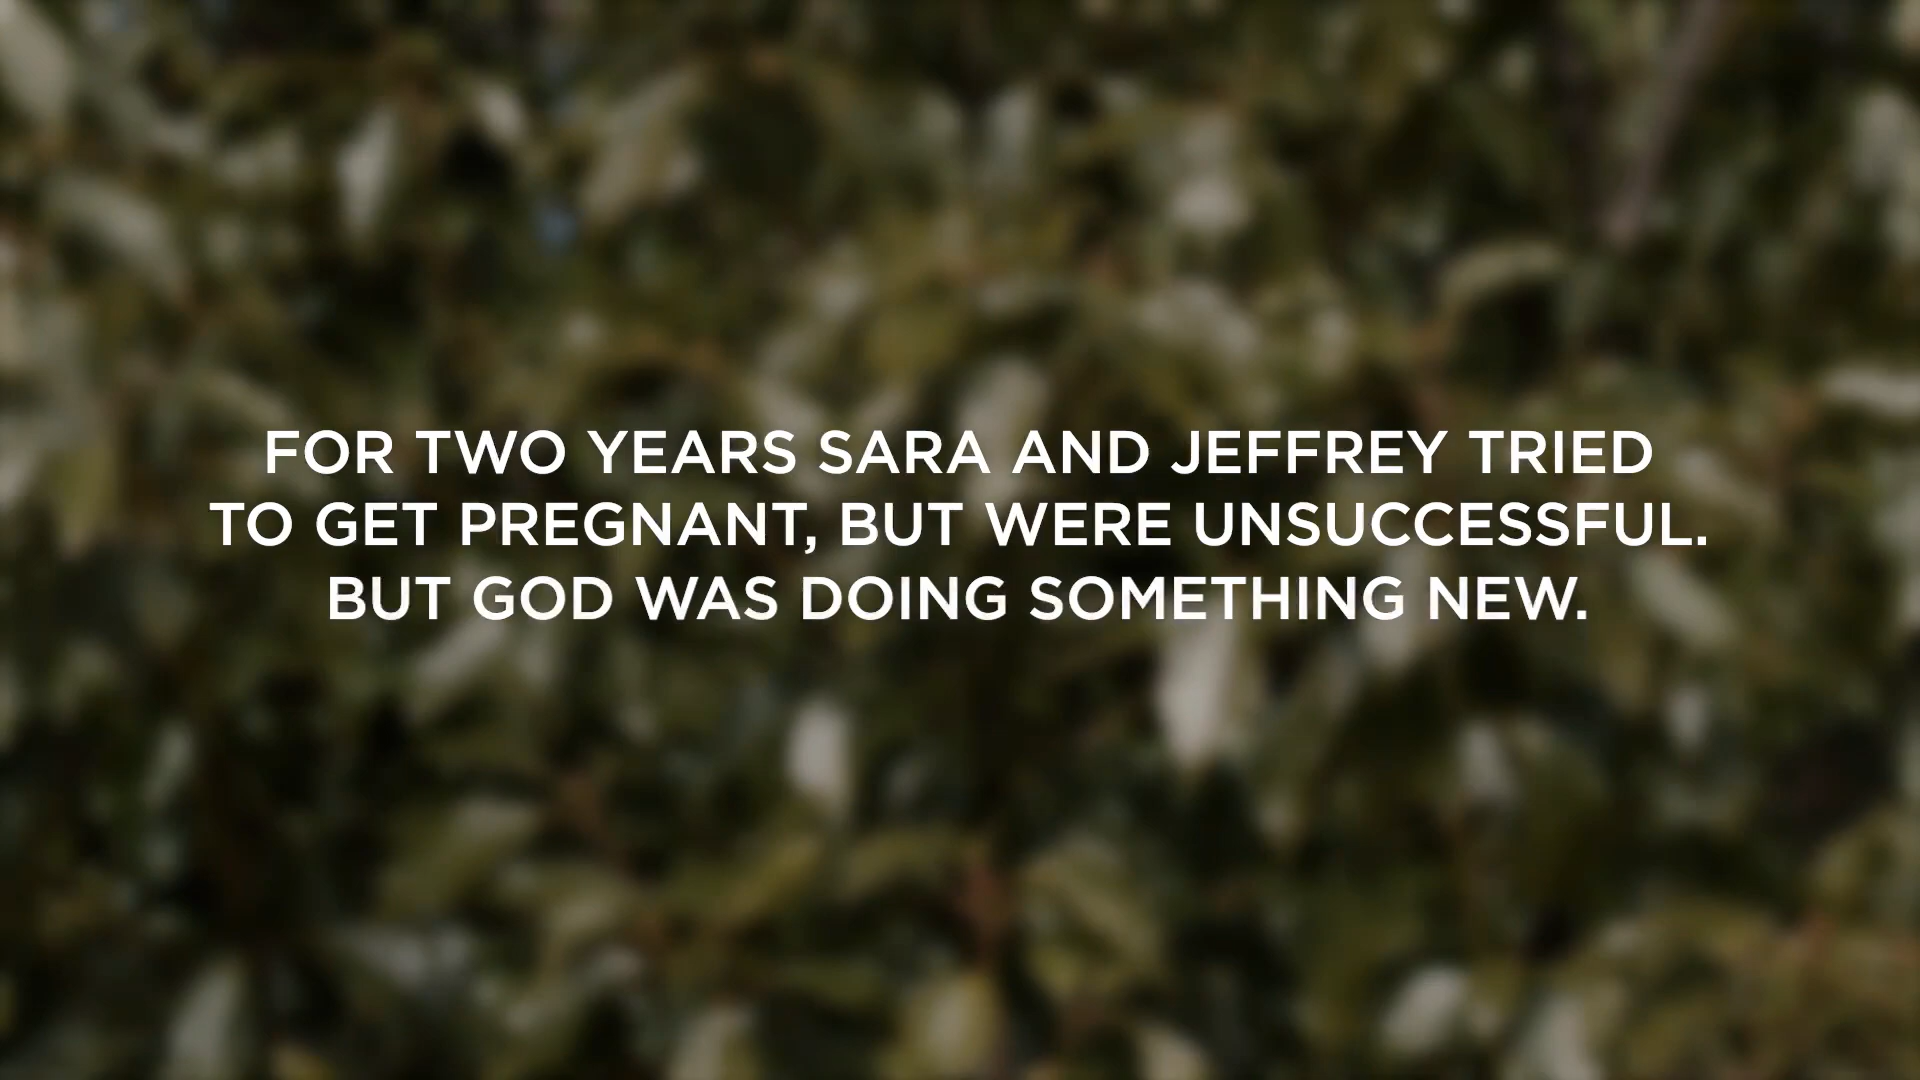 FOR TWO YEARS SARA AND JEFFREY TRIED
TO GET PREGNANT, BUT WERE UNSUCCESSFUL.
BUT GOD WAS DOING SOMETHING NEW.